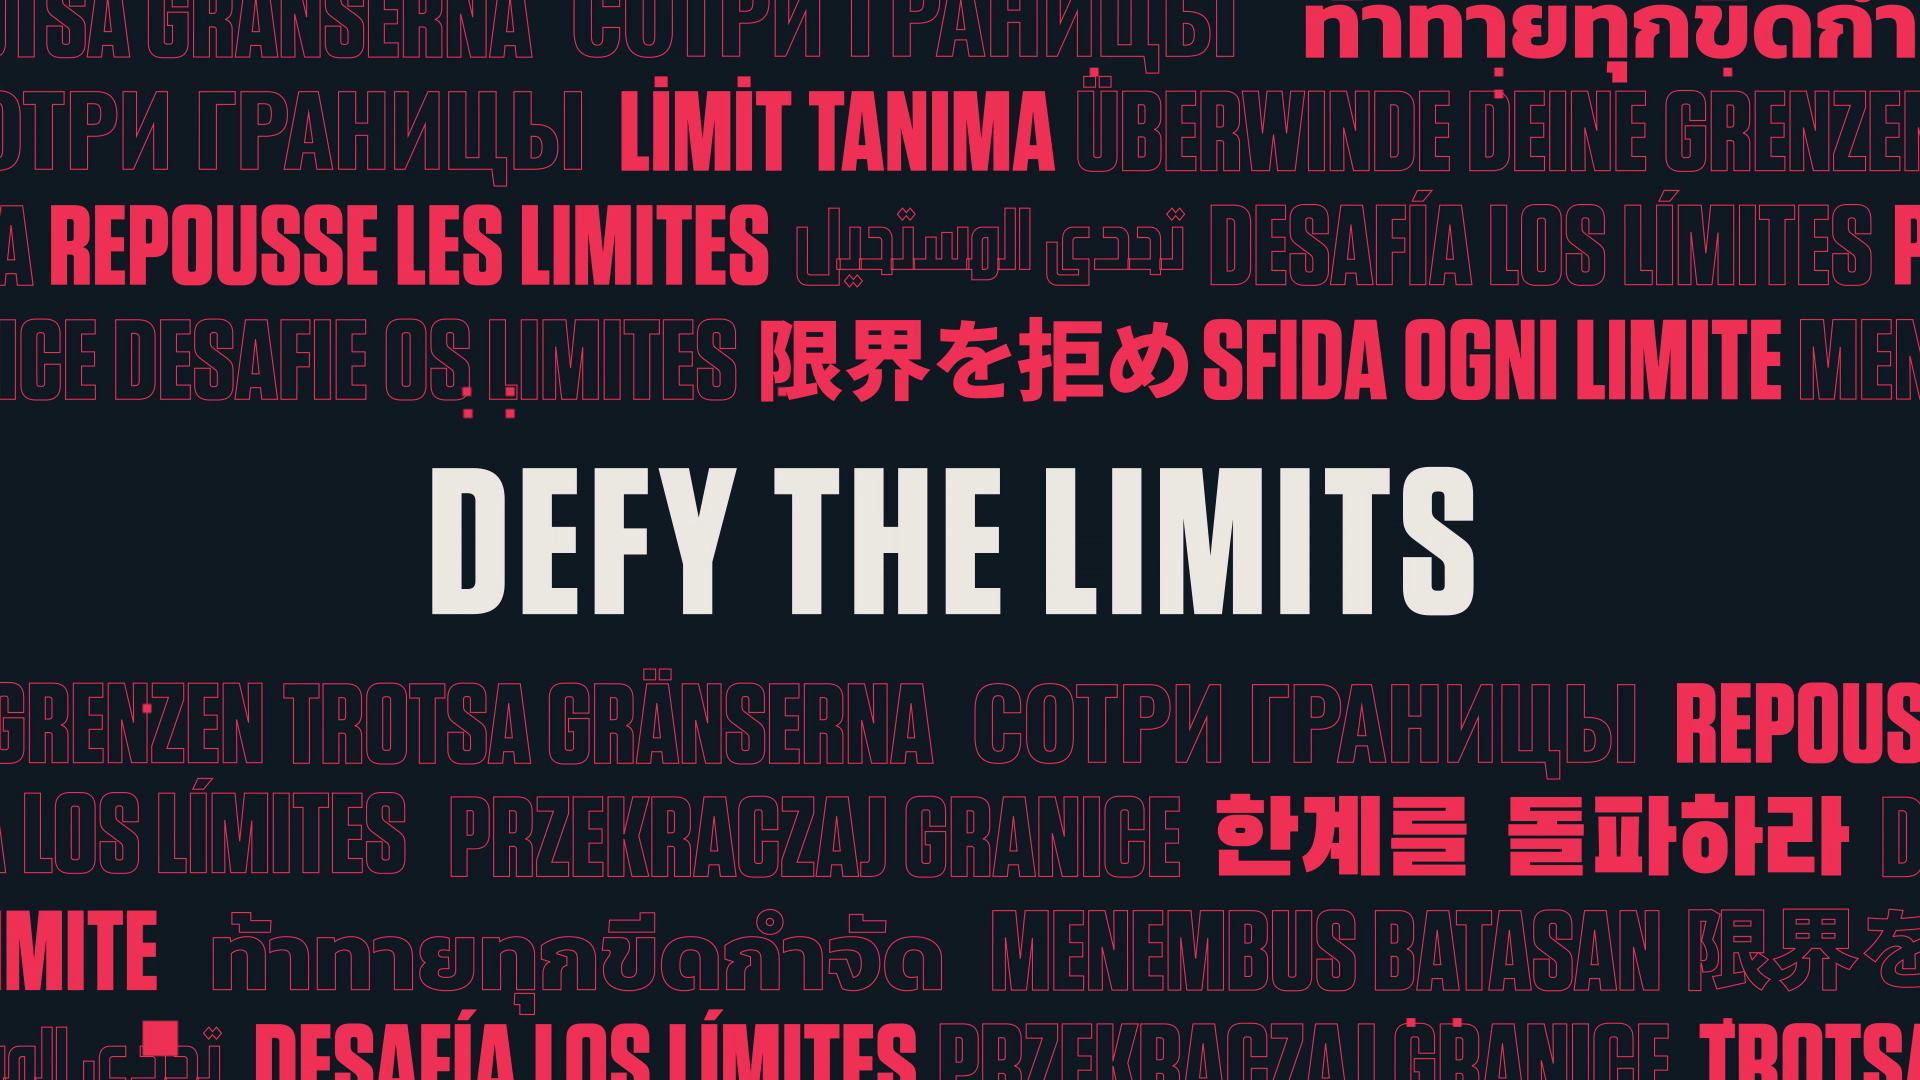 TROTSA GRÄNSERNA СОТРИ ГРАНИЦЫ ท้าทายทุกขีดกำ
СОТРИ ГРАНИЦЫ LİMİT TANIMA ÜBERWINDE DEINE GRENZEN
A REPOUSSE LES LIMITES تحدى المستحيل DESAFÍA LOS LÍMITES
ICE DESAFIE OS LIMITES 限界を拒め SFIDA OGNI LIMITE MEN
DEFY THE LIMITS
GRENZEN TROTSA GRÄNSERNA СОТРИ ГРАНИЦЫ REPOUS
LOS LÍMITES PRZEKRACZAJ GRANICE 한계를 돌파하라 D
IMITE ท้าทายทุกขีดกำจัด MENEMBUS BATASAN 限界を
تحدى الم DESAFÍA LOS LÍMITES PRZEKRACZAJ GRANICE TROTSA